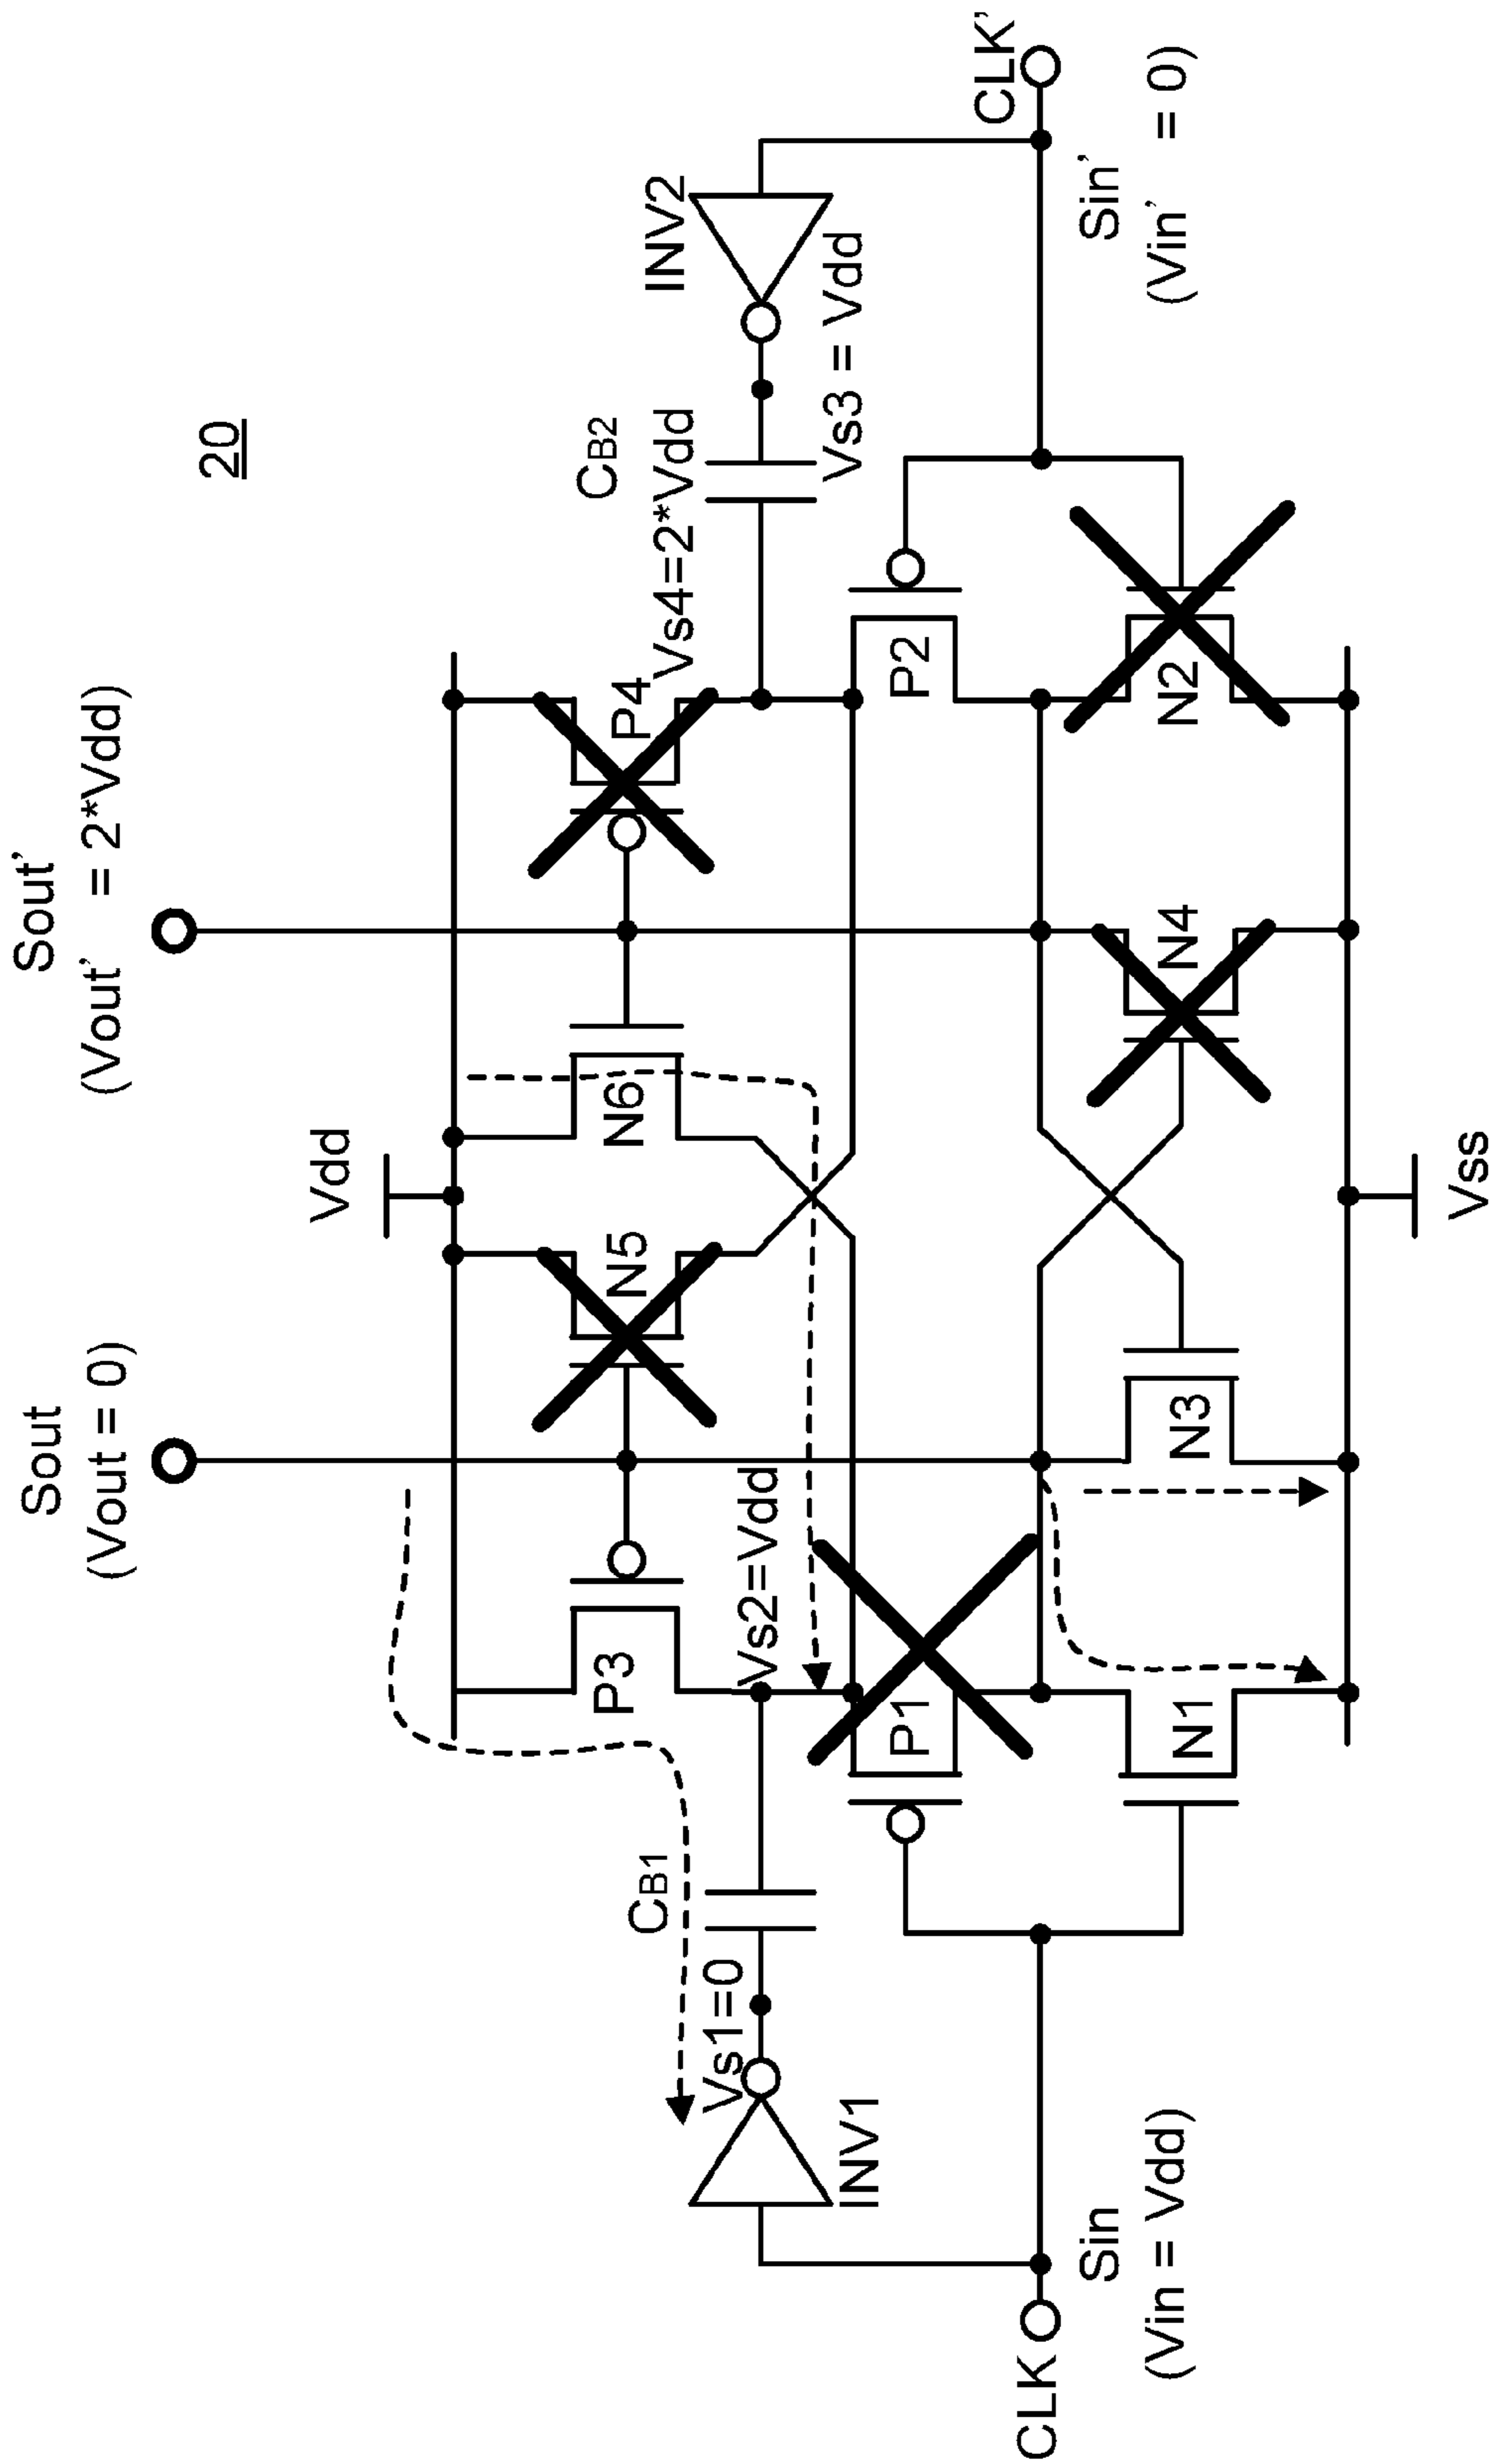 20
Sout
(Vout = 0)
Sout'
(Vout' = 2*Vdd)
Vdd
P3
N5
N6
P4
CB1
CB2
INV1
Vs1=0
Vs2=Vdd
Vs4=2*Vdd
Vs3 = Vdd
INV2
P1
P2
CLK
Sin
(Vin = Vdd)
CLK'
Sin'
(Vin' = 0)
N1
N3
N4
N2
Vss